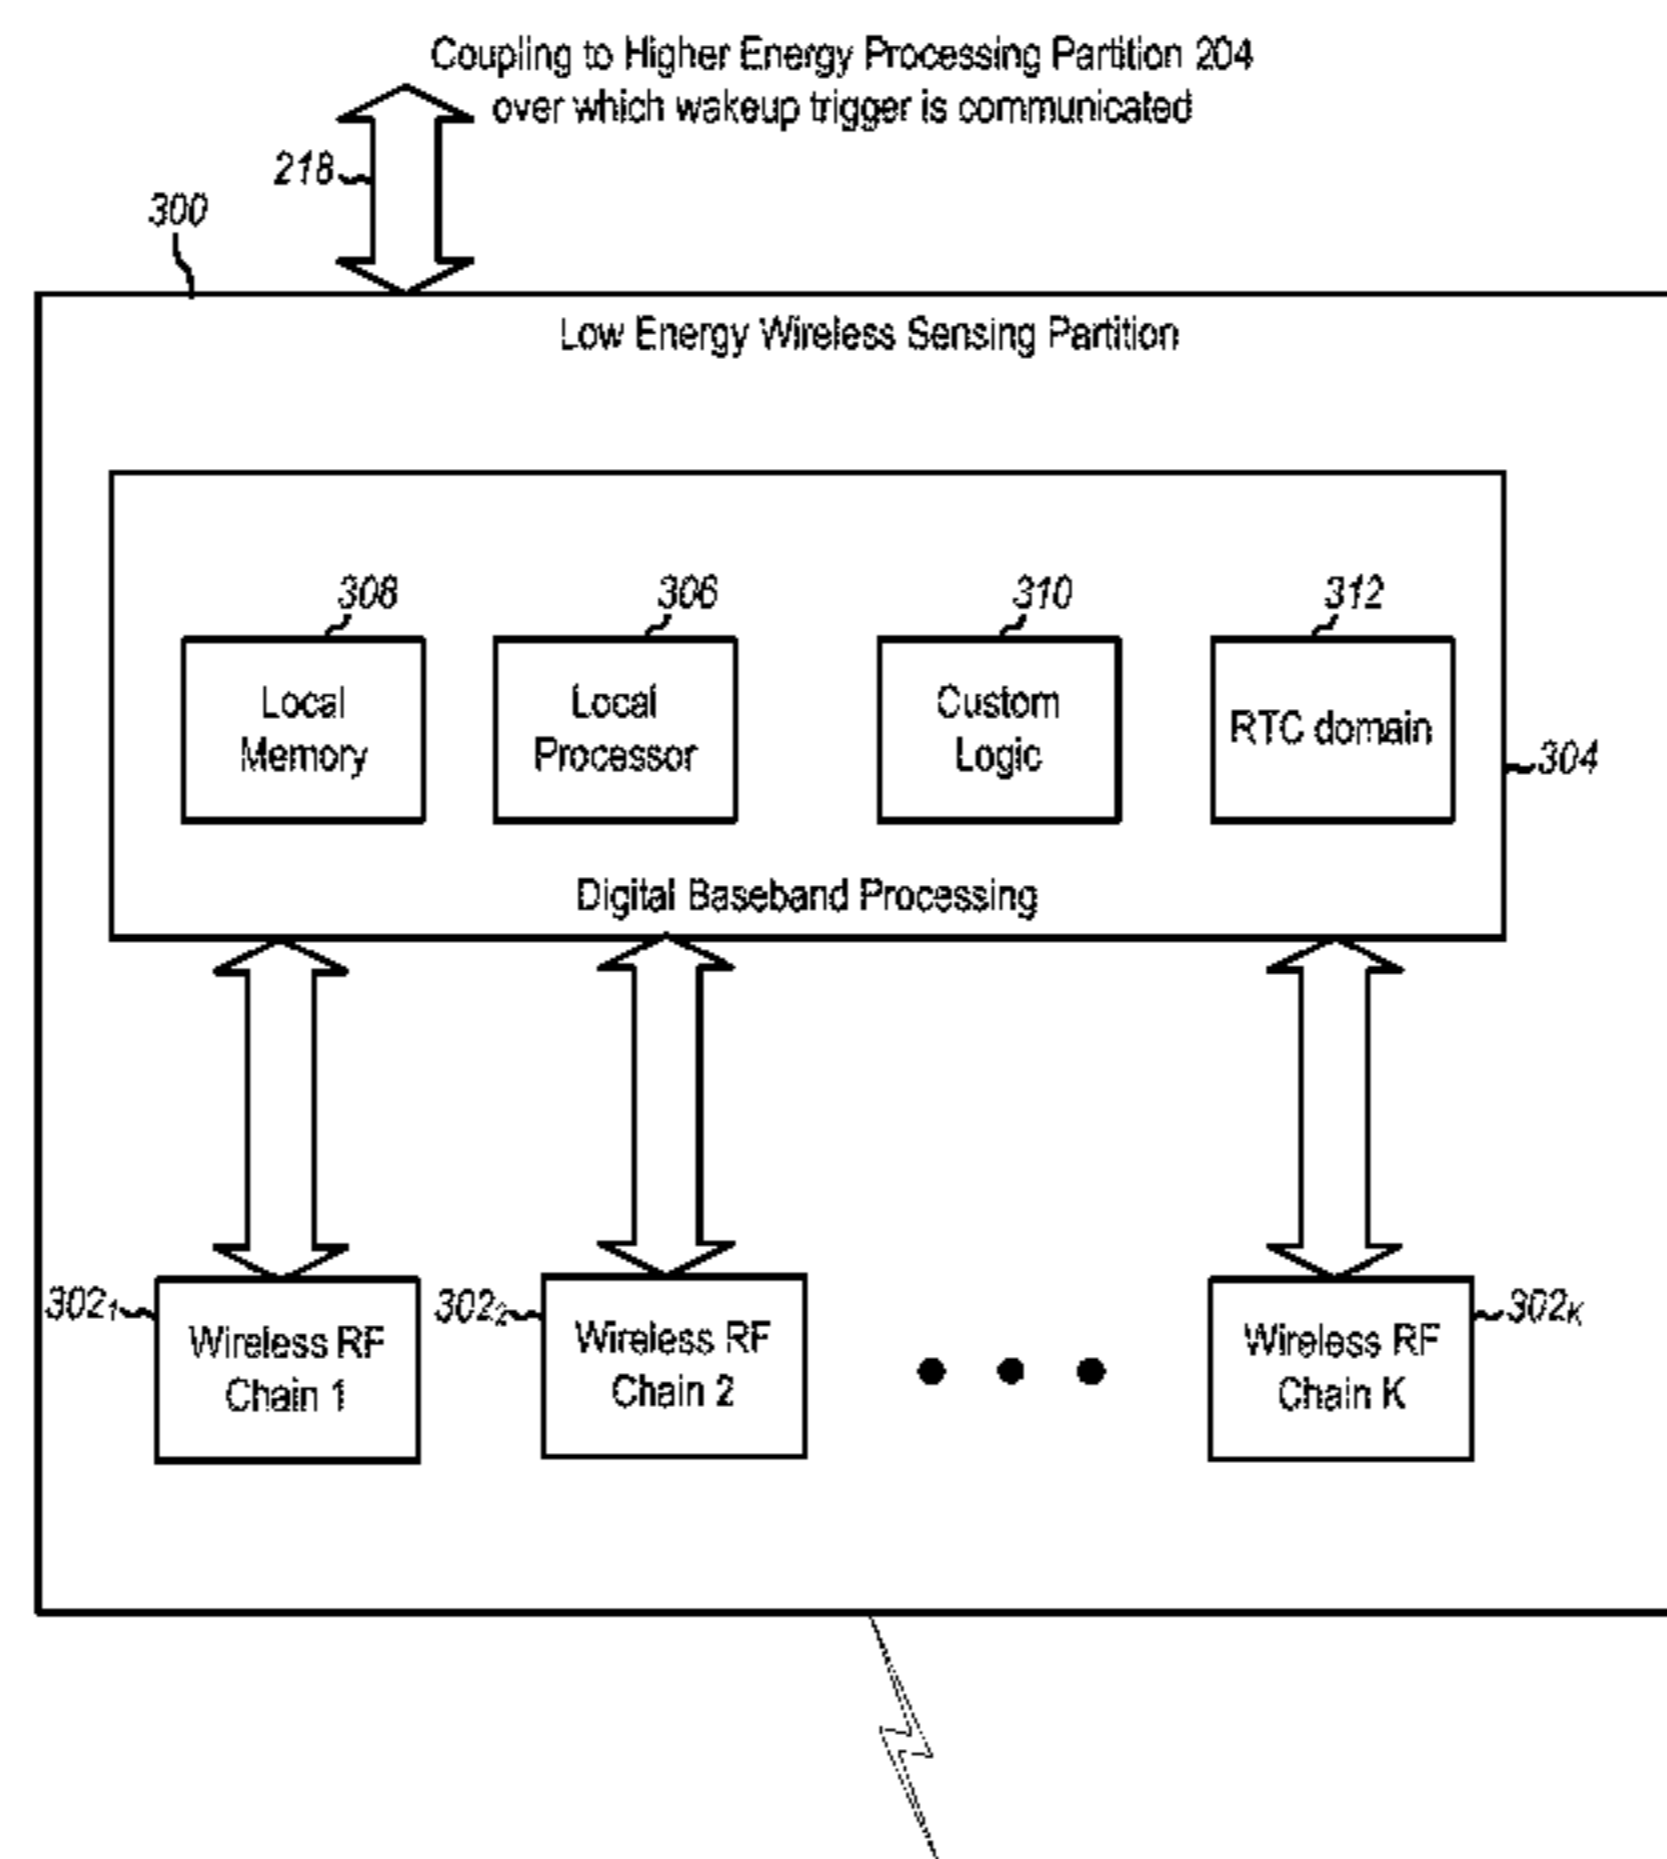 Coupling to Higher Energy Processing Partition 204
over which wakeup trigger is communicated
218
300
Low Energy Wireless Sensing Partition
308
306
310
312
Local
Memory
Local
Processor
Custom
Logic
RTC domain
304
Digital Baseband Processing
302₁
Wireless RF
Chain 1
302₂
Wireless RF
Chain 2
Wireless RF
Chain K
302K